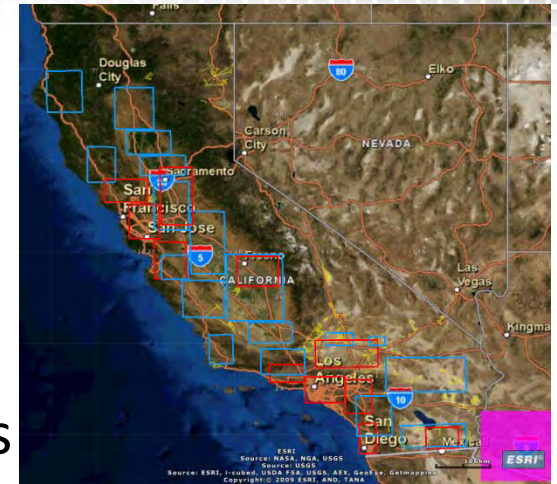 Falls
Douglas
City
80
Elko
Carson
City
NEVADA
Sacramento
San
Francisco
San Jose
5
Fresno
CALIFORNIA
Las
Vegas
Kingma
Los
Angeles
10
San
Diego
Mexicali
s
ESRI
Source: NASA, NGA, USGS
Source: USGS
Source: ESRI, i-cubed, USDA FSA, USGS, AEX, GeoEye, Getmapping
Copyright:© 2009 ESRI, AND, TANA
ESRI